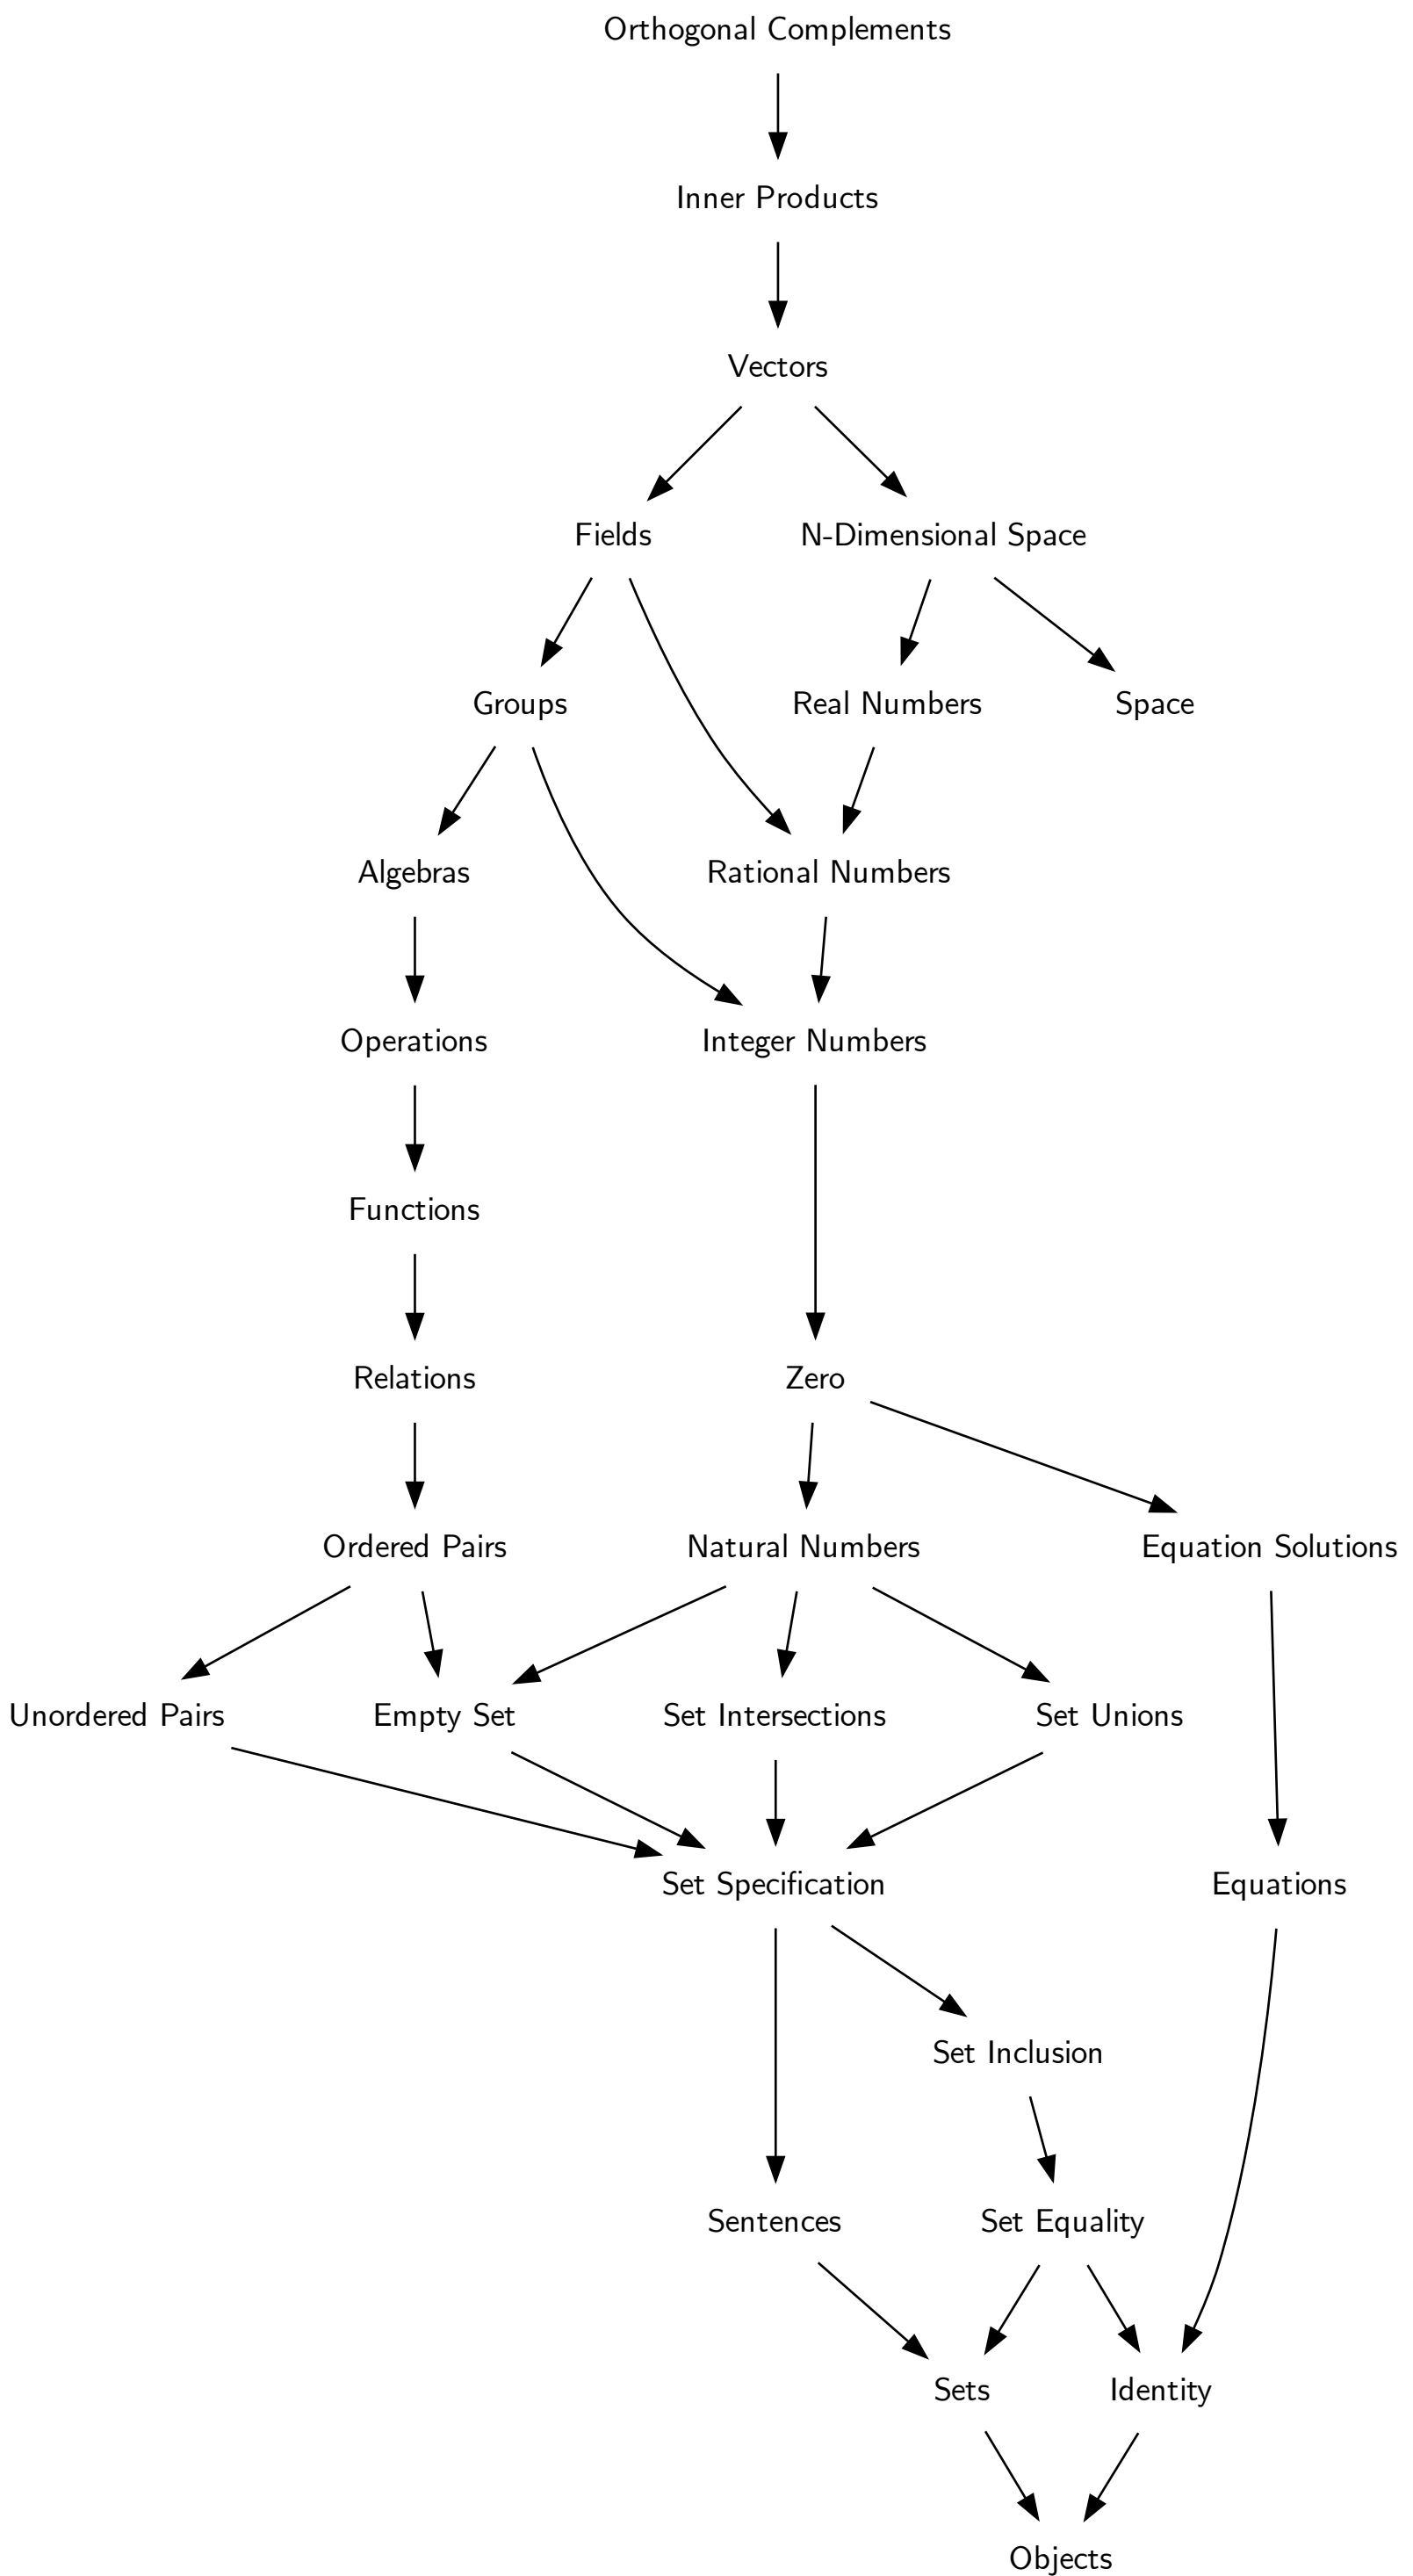 Orthogonal Complements
Inner Products
Vectors
Fields
N-Dimensional Space
Groups
Real Numbers
Space
Algebras
Rational Numbers
Operations
Integer Numbers
Functions
Relations
Zero
Ordered Pairs
Natural Numbers
Equation Solutions
Unordered Pairs
Empty Set
Set Intersections
Set Unions
Set Specification
Equations
Set Inclusion
Sentences
Set Equality
Sets
Identity
Objects